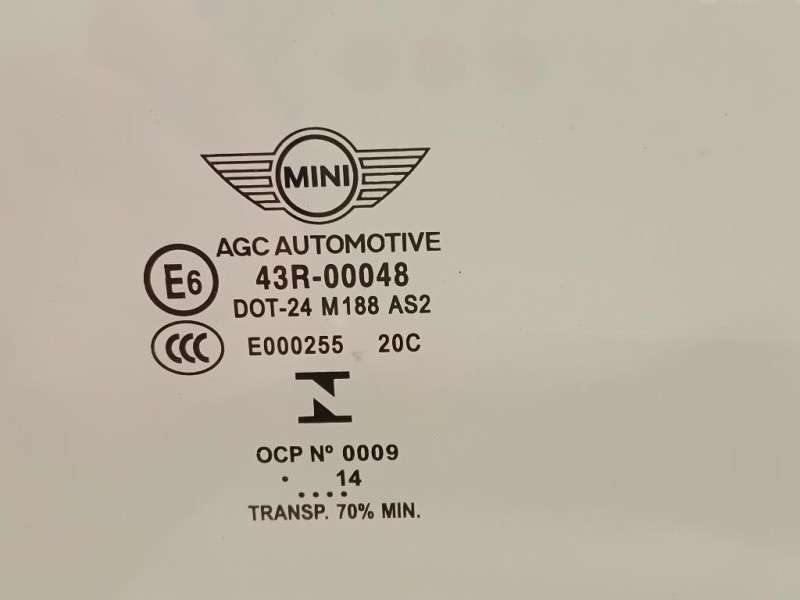 MINI
AGC AUTOMOTIVE
E6 43R-00048
DOT-24 M188 AS2
CCC E000255 20C
OCP Nº 0009
. 14
....
TRANSP. 70% MIN.